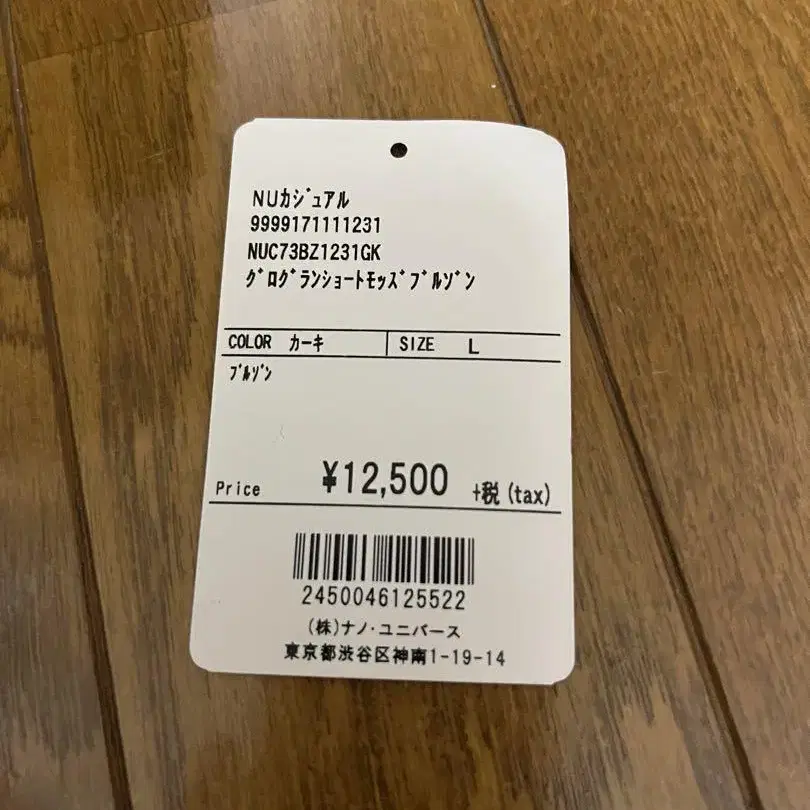 NUカジュアル
9999171111231
NUC73BZ1231GK
グログランショートモッズブルゾン
COLOR カーキ SIZE L
ブルゾン
Price ¥12,500 +税(tax)
2450046125522
(株)ナノ・ユニバース
東京都渋谷区神南1-19-14